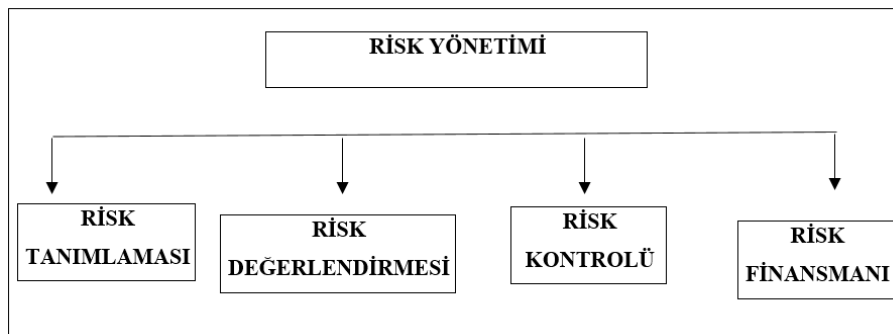 RİSK YÖNETİMİ
RİSK
TANIMLAMASI
RİSK
DEĞERLENDİRMESİ
RİSK
KONTROLÜ
RİSK
FİNANSMANI